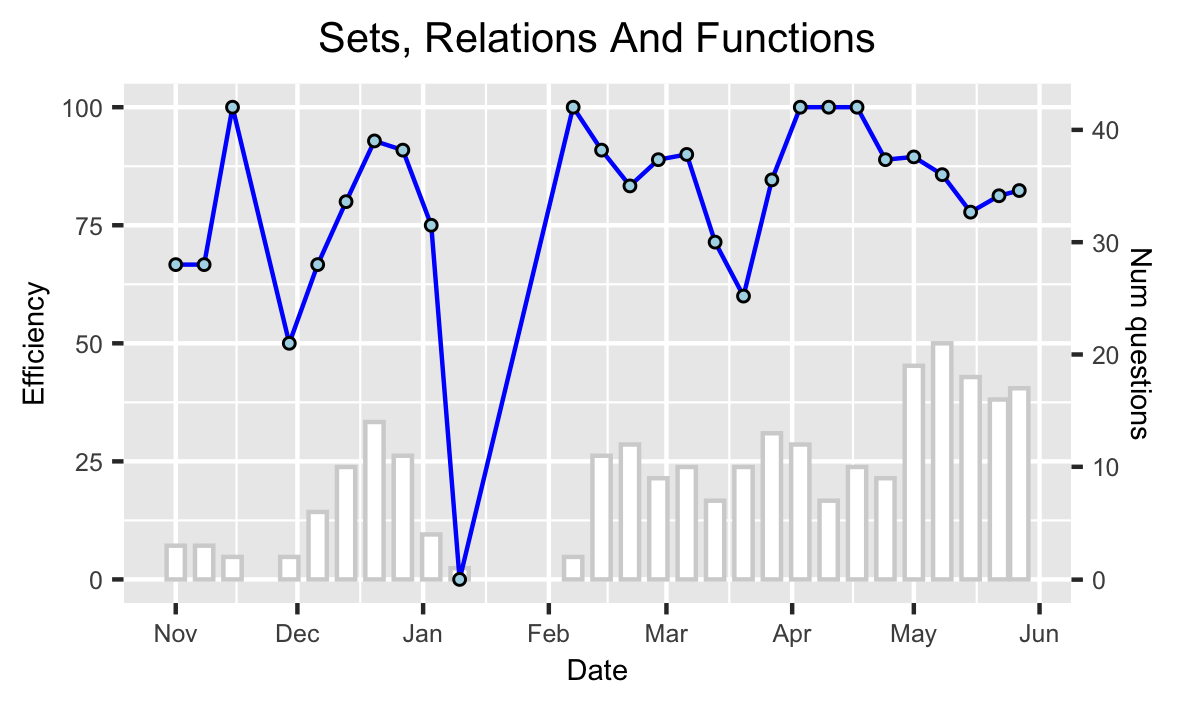 Sets, Relations And Functions
100
75
50
25
0
Efficiency
40
30
20
10
0
Num questions
Nov Dec Jan Feb Mar Apr May Jun
Date